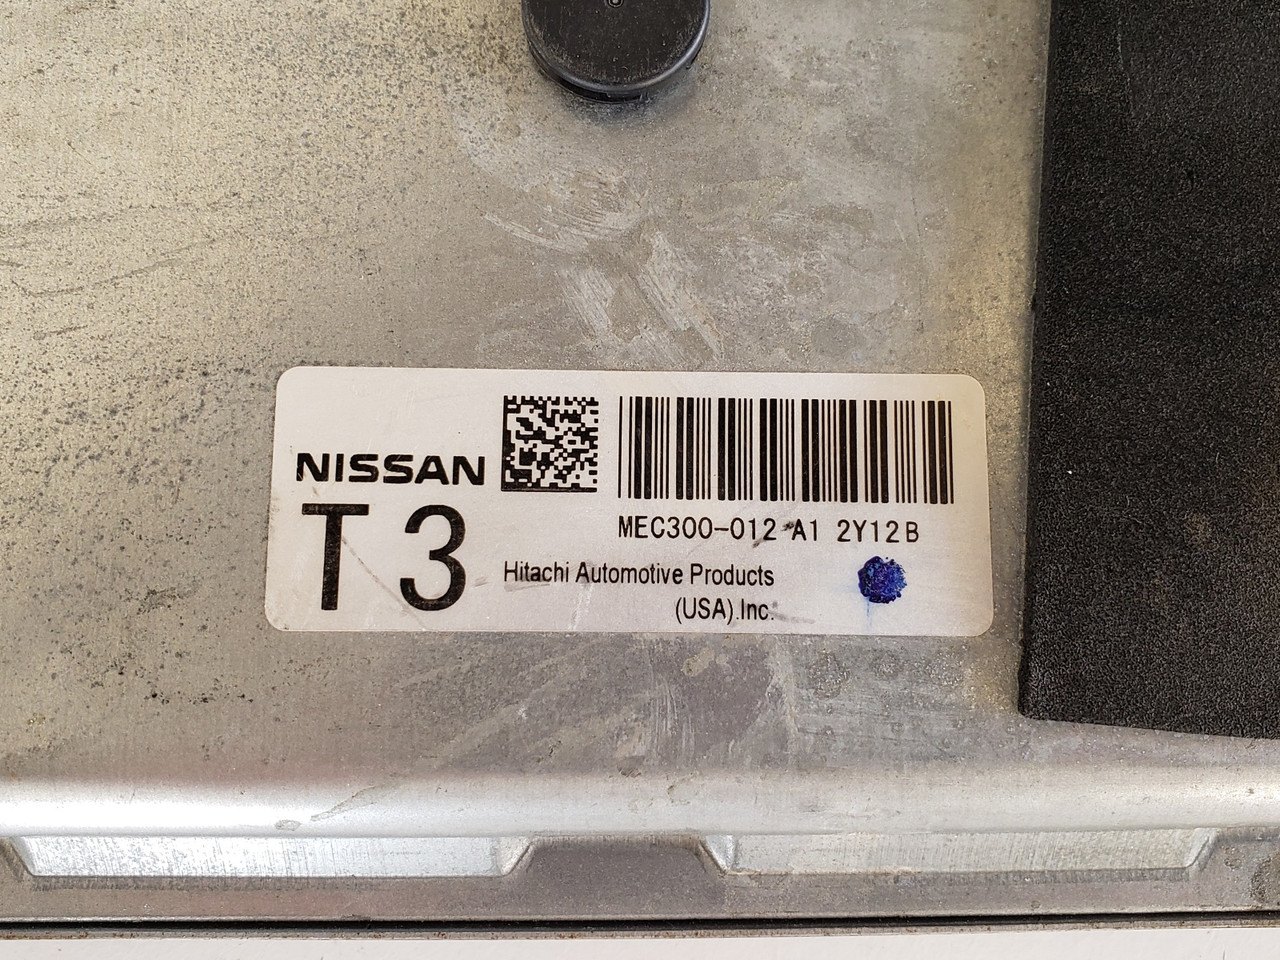 NISSAN
T3
MEC300-012 A1 2Y12B
Hitachi Automotive Products
(USA).Inc.